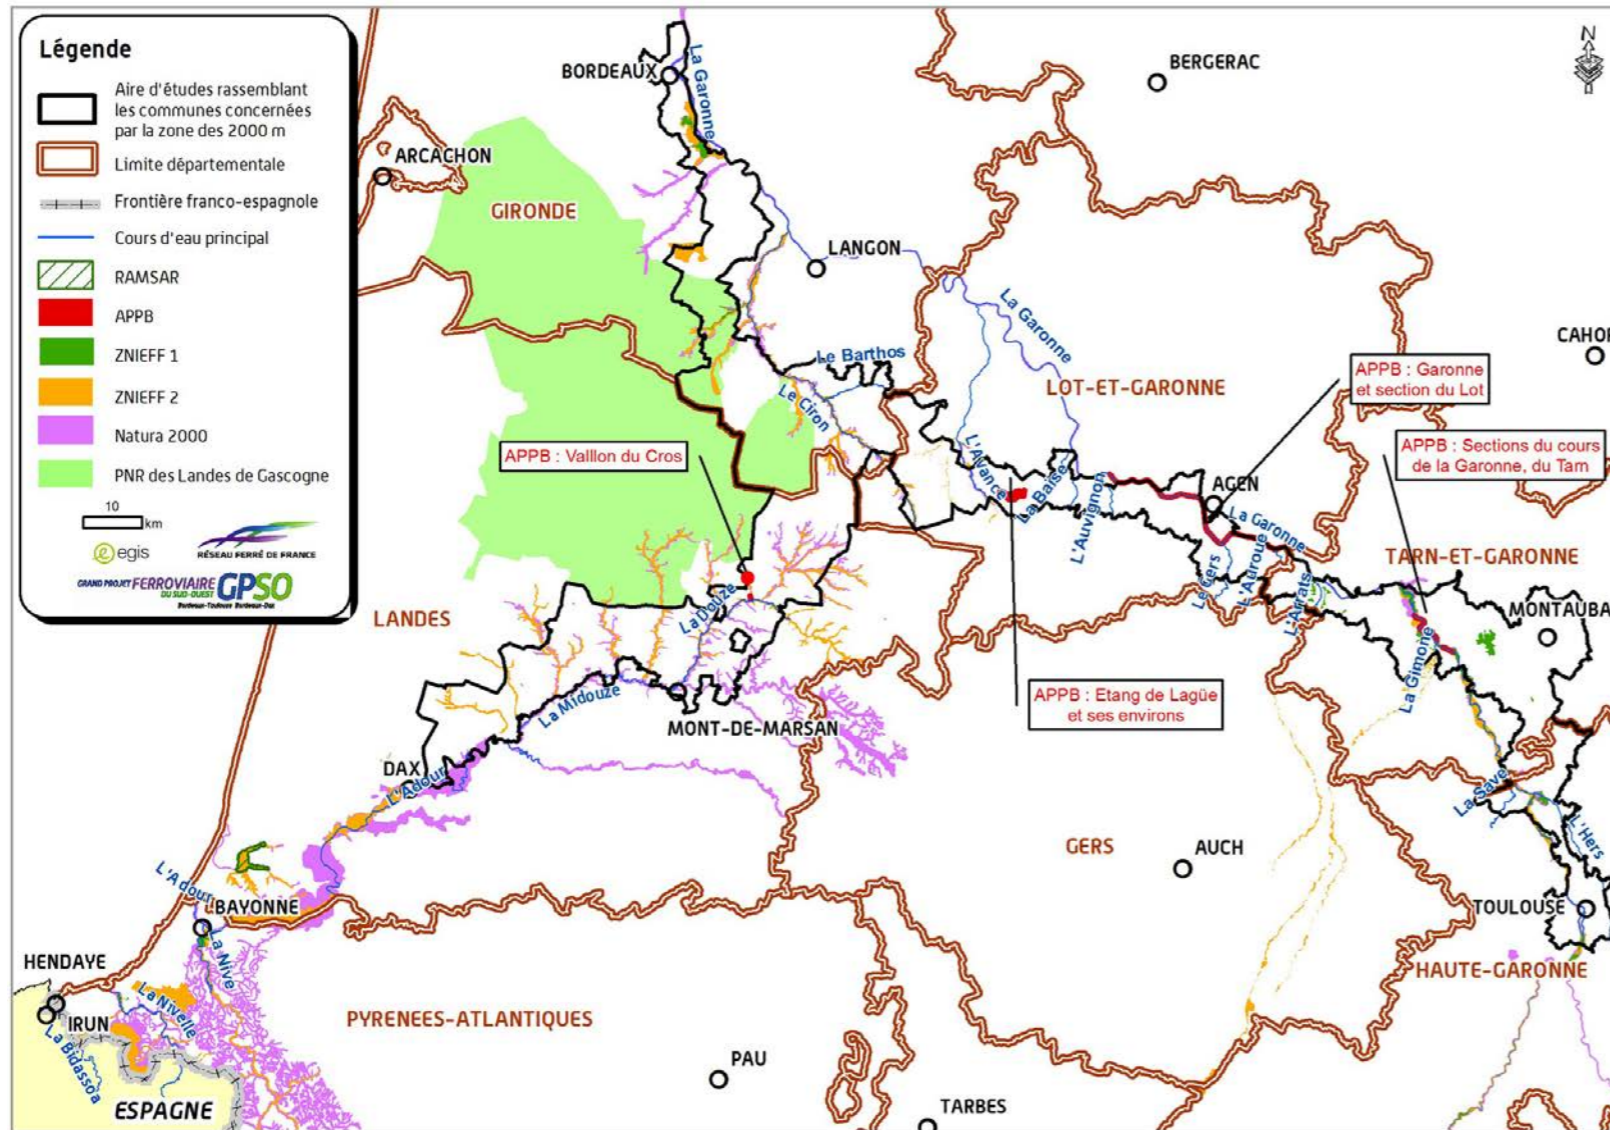 Légende
Aire d'études rassemblant
les communes concernées
par la zone des 2000 m
Limite départementale
Frontière franco-espagnole
Cours d'eau principal
RAMSAR
APPB
ZNIEFF 1
ZNIEFF 2
Natura 2000
PNR des Landes de Gascogne
10
km
egis
RÉSEAU FERRÉ DE FRANCE
GRAND PROJET FERROVIAIRE
DU SUD-OUEST
GPSO
Bordeaux-Toulouse Bordeaux-Dax
N
BORDEAUX
La Garonne
BERGERAC
ARCACHON
GIRONDE
LANGON
La Garonne
CAHOR
Le Barthos
LOT-ET-GARONNE
APPB : Garonne
et section du Lot
Le Ciron
APPB : Valllon du Cros
L'Avance
La Baïse
L'Auvignon
AGEN
La Garonne
APPB : Sections du cours
de la Garonne, du Tarn
TARN-ET-GARONNE
Le Gers
L'Auroue
L'Arrats
La Gimone
MONTAUBA
LANDES
La Douze
La Midouze
MONT-DE-MARSAN
APPB : Etang de Lagüe
et ses environs
DAX
L'Adour
La Save
L'Hers
GERS
AUCH
L'Adour
BAYONNE
La Nive
TOULOUSE
HENDAYE
HAUTE-GARONNE
La Nivelle
IRUN
La Bidassoa
PYRENEES-ATLANTIQUES
PAU
ESPAGNE
TARBES